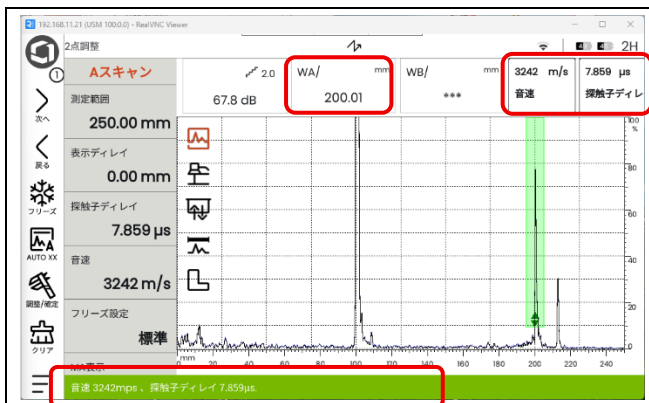 192.168.11.21 (USM 100:0.0) - RealVNC Viewer
2点調整
2H
1
Aスキャン
2.0
67.8 dB
WA/ mm
200.01
WB/ mm
***
3242 m/s
音速
7.859 µs
探触子ディレ
次へ
戻る
フリーズ
AUTO XX
調整/確定
クリア
測定範囲
250.00 mm
表示ディレイ
0.00 mm
探触子ディレイ
7.859 µs
音速
3242 m/s
フリーズ設定
標準
MA表示
100
%
80
60
40
20
0
mm 20 40 60 80 100 120 140 160 180 200 220 240
音速 3242mps 、探触子ディレイ 7.859µs.